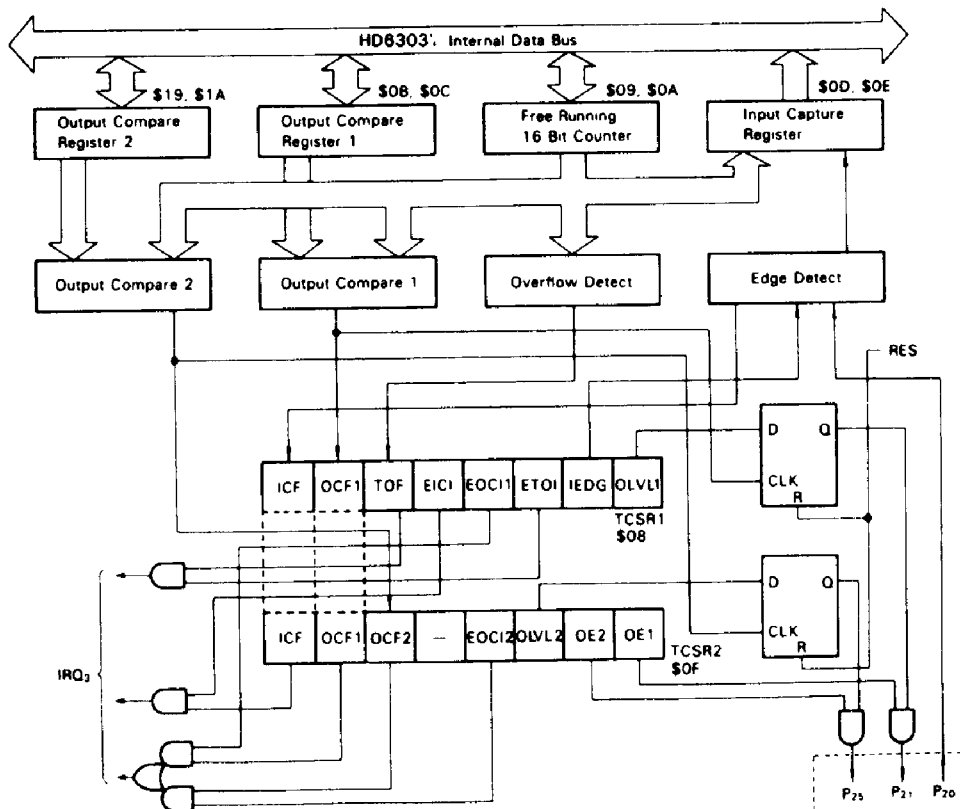 HD6303 Internal Data Bus
$19, $1A
$0B, $0C
$09, $0A
$0D, $0E
Output Compare
Register 2
Output Compare
Register 1
Free Running
16 Bit Counter
Input Capture
Register
Output Compare 2
Output Compare 1
Overflow Detect
Edge Detect
RES
D Q
CLK
R
ICF OCF1 TOF EICI EOCI1 ETOI IEDG OLVL1
TCSR1
$08
D Q
CLK
R
ICF OCF1 OCF2 — EOCI2 OLVL2 OE2 OE1
TCSR2
$0F
IRQ3
P25 P21 P20